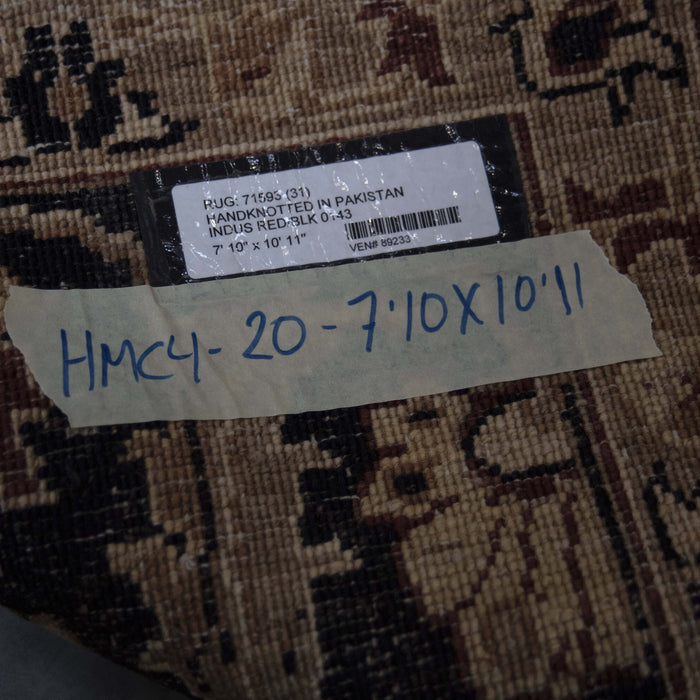 RUG: 71593 (31)
HANDKNOTTED IN PAKISTAN
INDUS RED/BLK 0143
7' 10" x 10' 11"
VEN# 89233
HMC4-20-7'10X10'11